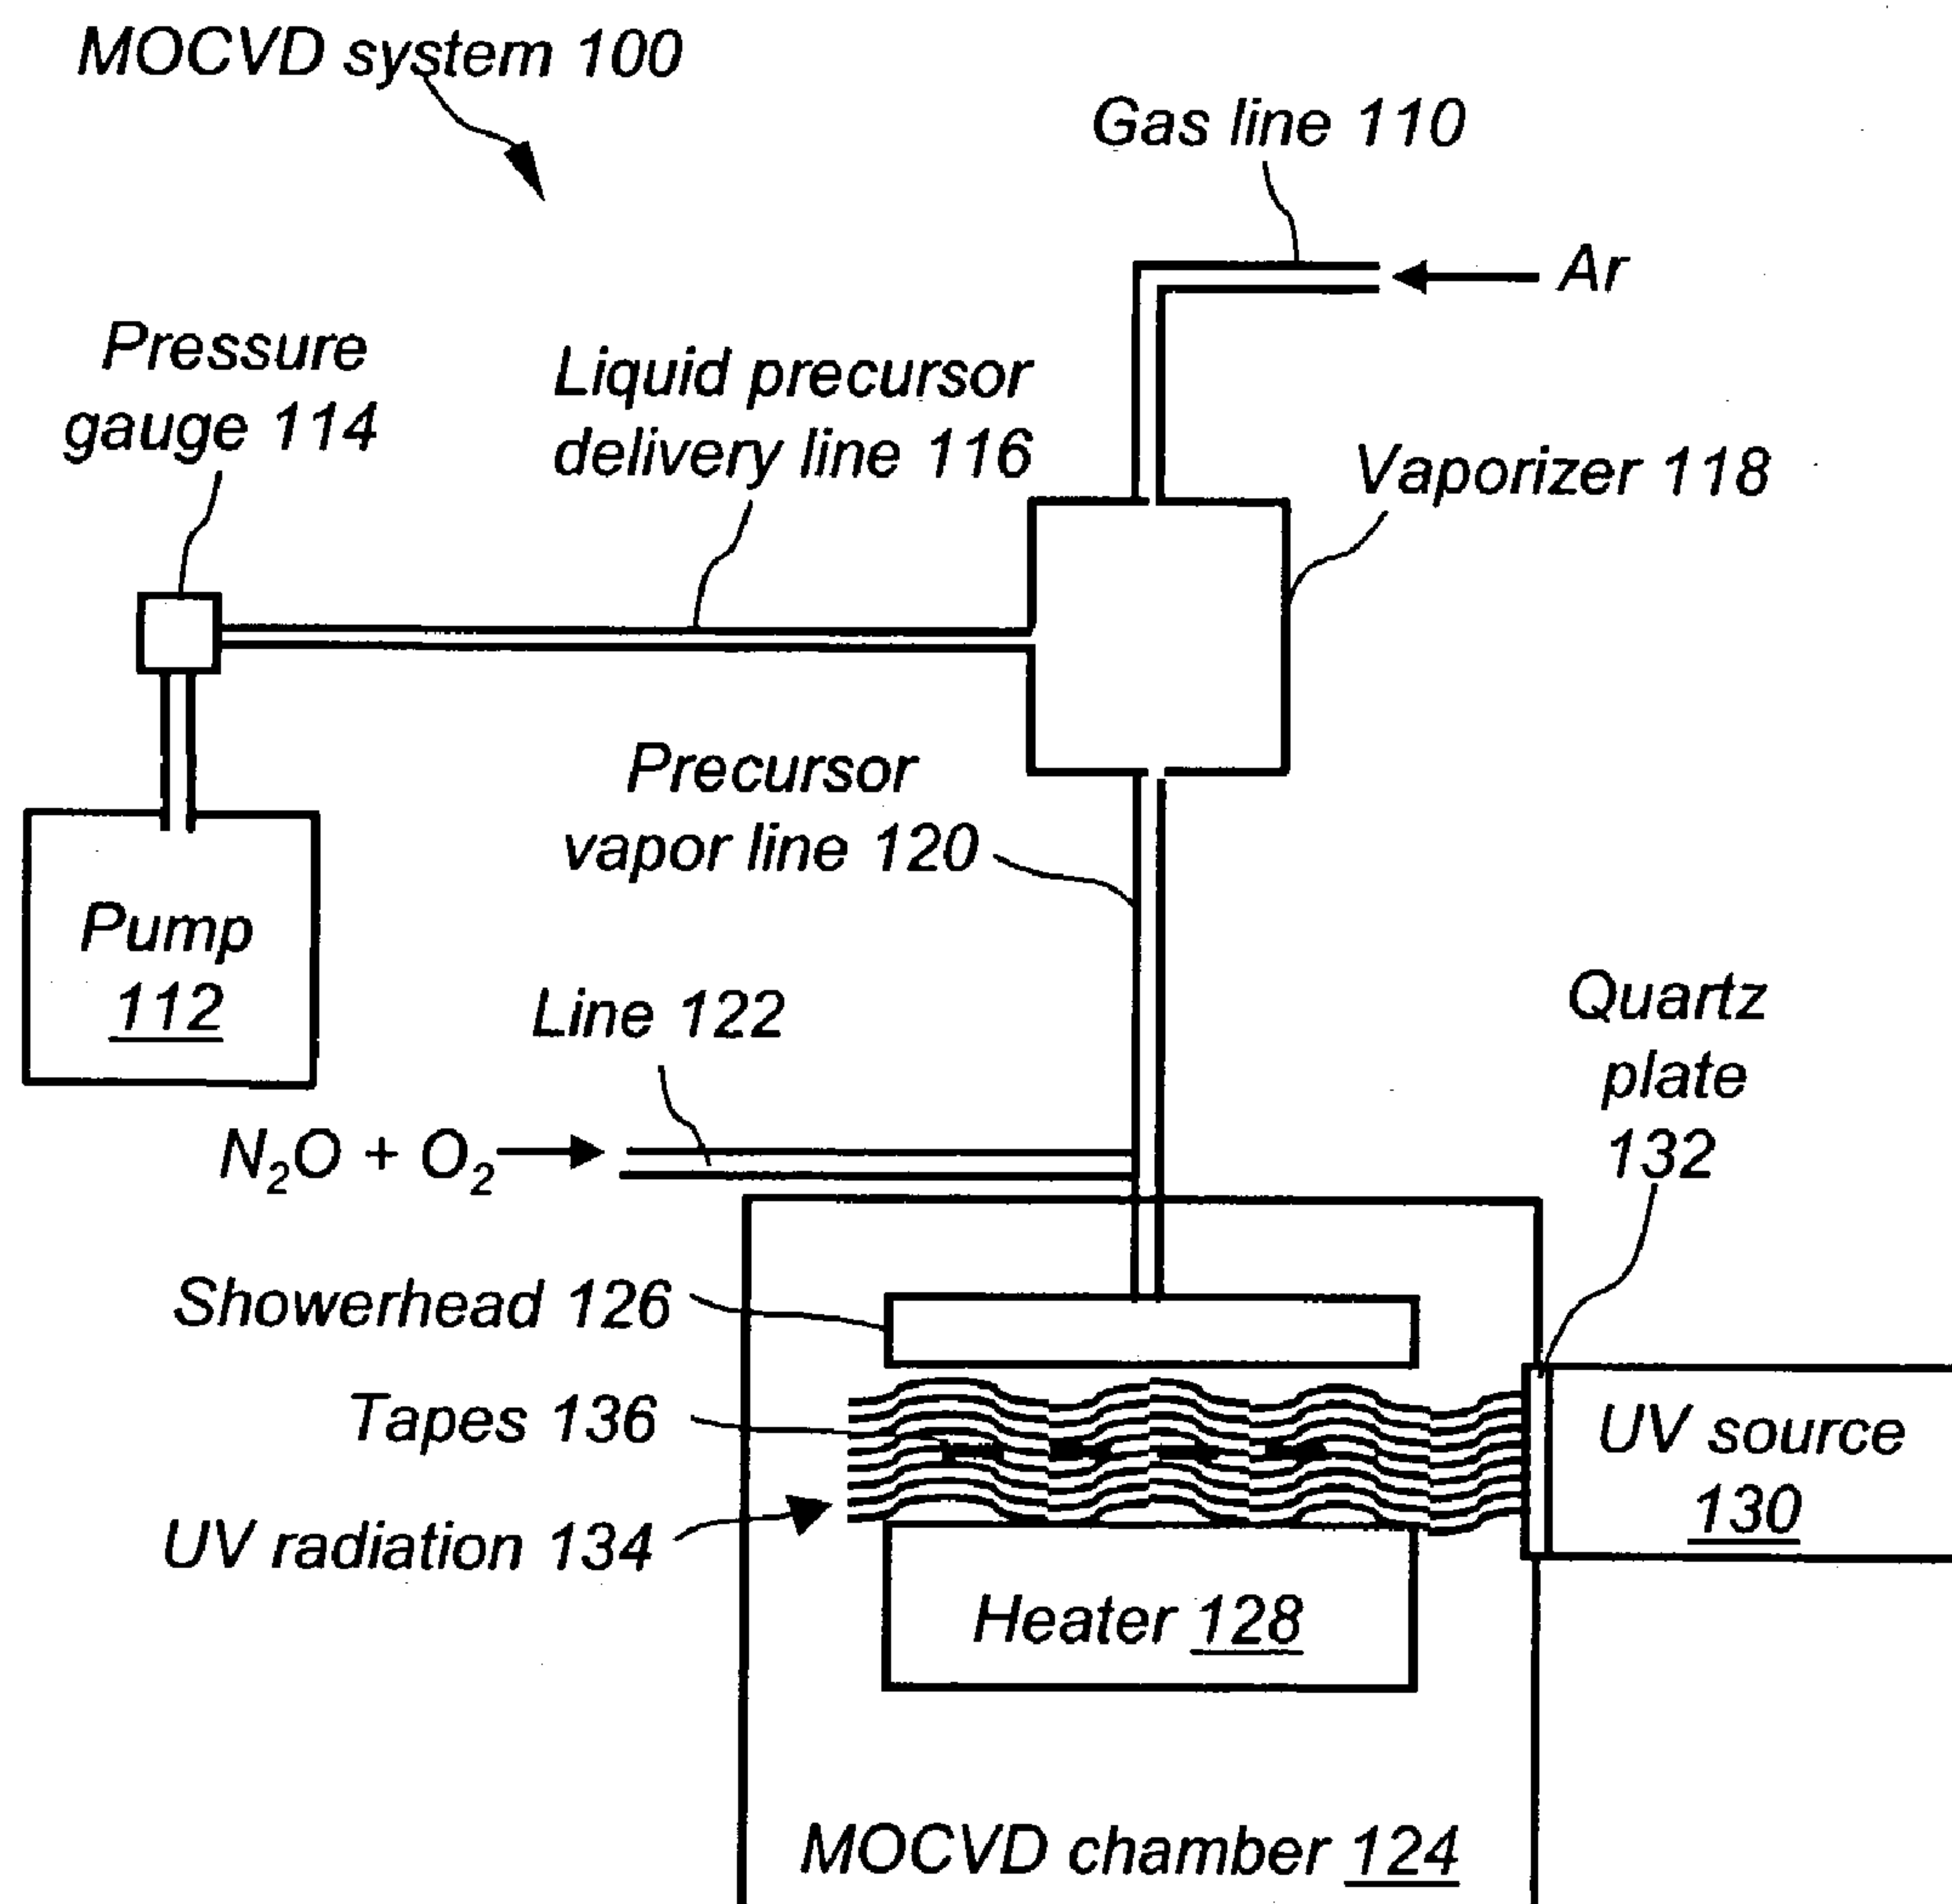 MOCVD system 100
Gas line 110
Ar
Pressure
gauge 114
Liquid precursor
delivery line 116
Vaporizer 118
Precursor
vapor line 120
Pump
112
Line 122
Quartz
plate
132
N₂O + O₂
Showerhead 126
Tapes 136
UV source
130
UV radiation 134
Heater 128
MOCVD chamber 124